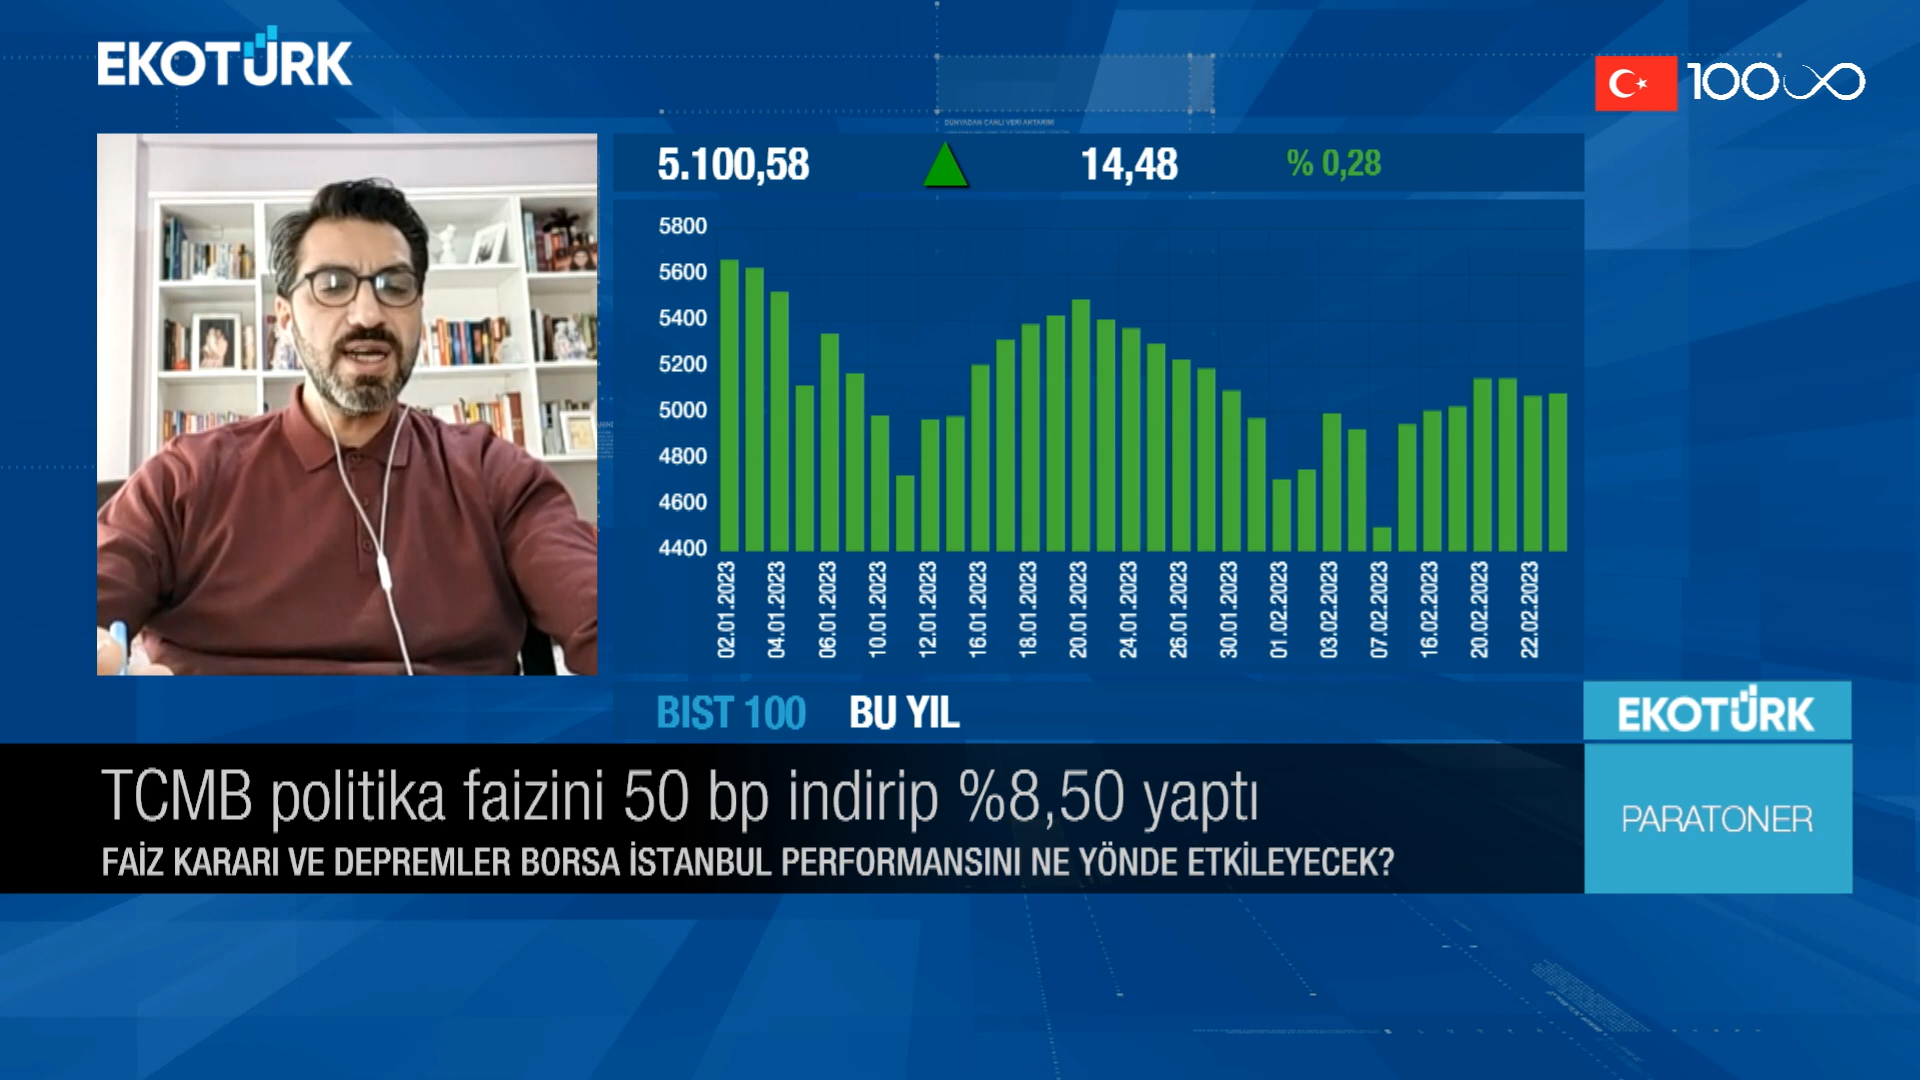 EKOTÜRK
100
DÜNYADAN CANLI VERİ AKTARIMI
5.100,58 14,48 % 0,28
5800
5600
5400
5200
5000
4800
4600
4400
02.01.2023 04.01.2023 06.01.2023 10.01.2023 12.01.2023 16.01.2023 18.01.2023 20.01.2023 24.01.2023 26.01.2023 30.01.2023 01.02.2023 03.02.2023 07.02.2023 16.02.2023 20.02.2023 22.02.2023
BIST 100 BU YIL
EKOTÜRK
TCMB politika faizini 50 bp indirip %8,50 yaptı
FAİZ KARARI VE DEPREMLER BORSA İSTANBUL PERFORMANSINI NE YÖNDE ETKİLEYECEK?
PARATONER